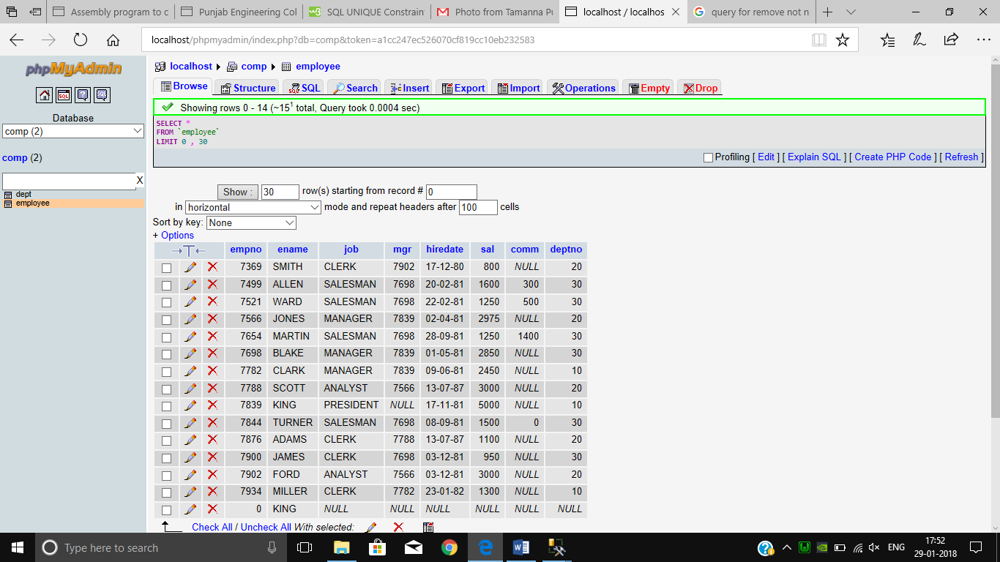 Assembly program to c
Punjab Engineering Col
SQL UNIQUE Constrain
Photo from Tamanna Pu
localhost / localhos
query for remove not n
localhost/phpmyadmin/index.php?db=comp&token=a1cc247ec526070cf819cc10eb232583
phpMyAdmin
SQL
Database
comp (2)
comp (2)
X
dept
employee
localhost comp employee
Browse Structure SQL Search Insert Export Import Operations Empty Drop
Showing rows 0 - 14 (~15¹ total, Query took 0.0004 sec)
SELECT *
FROM `employee`
LIMIT 0 , 30
Profiling [ Edit ] [ Explain SQL ] [ Create PHP Code ] [ Refresh ]
Show : 30 row(s) starting from record # 0
in horizontal mode and repeat headers after 100 cells
Sort by key: None
+ Options
empno ename job mgr hiredate sal comm deptno
7369 SMITH CLERK 7902 17-12-80 800 NULL 20
7499 ALLEN SALESMAN 7698 20-02-81 1600 300 30
7521 WARD SALESMAN 7698 22-02-81 1250 500 30
7566 JONES MANAGER 7839 02-04-81 2975 NULL 20
7654 MARTIN SALESMAN 7698 28-09-81 1250 1400 30
7698 BLAKE MANAGER 7839 01-05-81 2850 NULL 30
7782 CLARK MANAGER 7839 09-06-81 2450 NULL 10
7788 SCOTT ANALYST 7566 13-07-87 3000 NULL 20
7839 KING PRESIDENT NULL 17-11-81 5000 NULL 10
7844 TURNER SALESMAN 7698 08-09-81 1500 0 30
7876 ADAMS CLERK 7788 13-07-87 1100 NULL 20
7900 JAMES CLERK 7698 03-12-81 950 NULL 30
7902 FORD ANALYST 7566 03-12-81 3000 NULL 20
7934 MILLER CLERK 7782 23-01-82 1300 NULL 10
0 KING NULL NULL NULL NULL NULL NULL
Check All / Uncheck All With selected:
Type here to search
ENG
17:52
29-01-2018